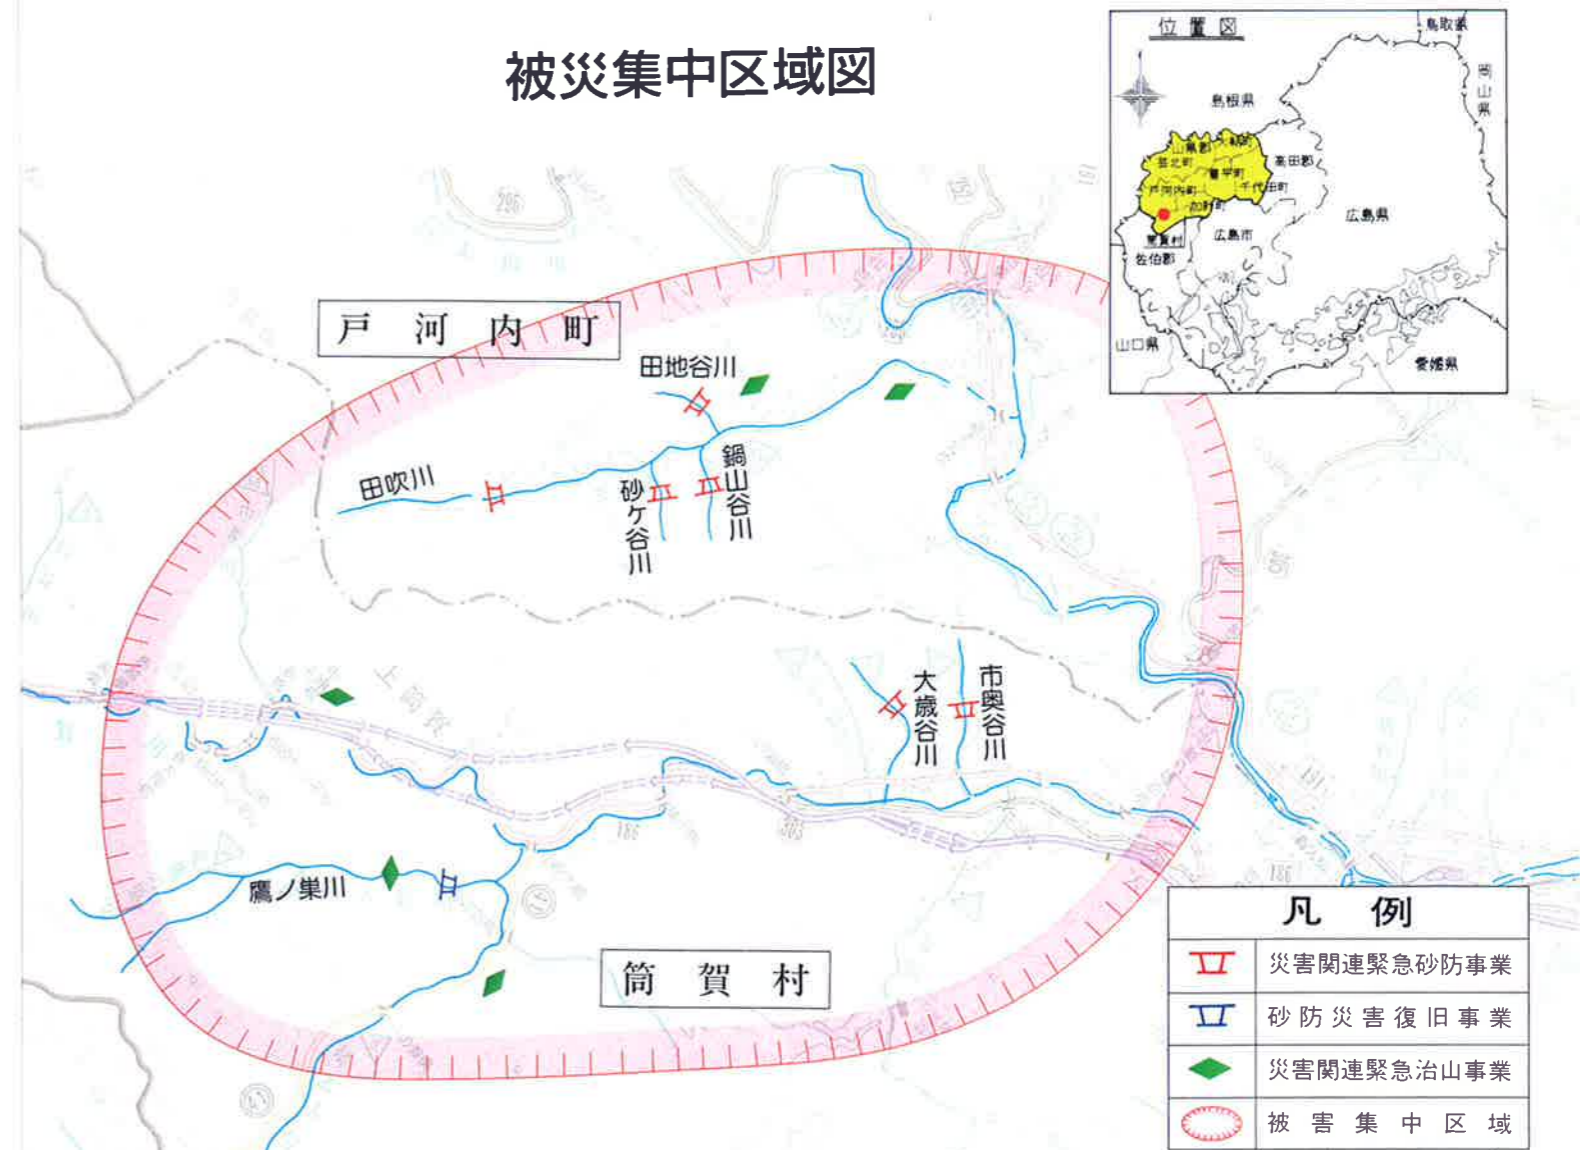 被災集中区域図
位置図
鳥取県
岡山県
島根県
山県郡
大朝町
芸北町
高田郡
豊平町
戸河内町
千代田町
加計町
筒賀村
広島市
広島県
佐伯郡
山口県
愛媛県
戸河内町
田地谷川
田吹川
砂ケ谷川
鍋山谷川
大歳谷川
市奥谷川
鷹ノ巣川
筒賀村
186
191
186
凡例
災害関連緊急砂防事業
砂防災害復旧事業
災害関連緊急治山事業
被害集中区域